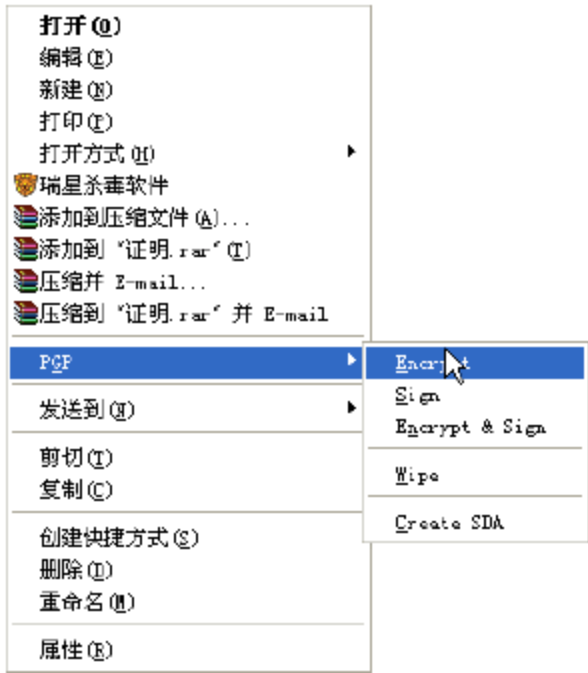 打开(O)
编辑(E)
新建(N)
打印(P)
打开方式(H)
瑞星杀毒软件
添加到压缩文件(A)...
添加到 "证明.rar"(T)
压缩并 E-mail...
压缩到 "证明.rar" 并 E-mail
PGP
Encrypt
Sign
Encrypt & Sign
Wipe
Create SDA
发送到(N)
剪切(T)
复制(C)
创建快捷方式(S)
删除(D)
重命名(M)
属性(R)